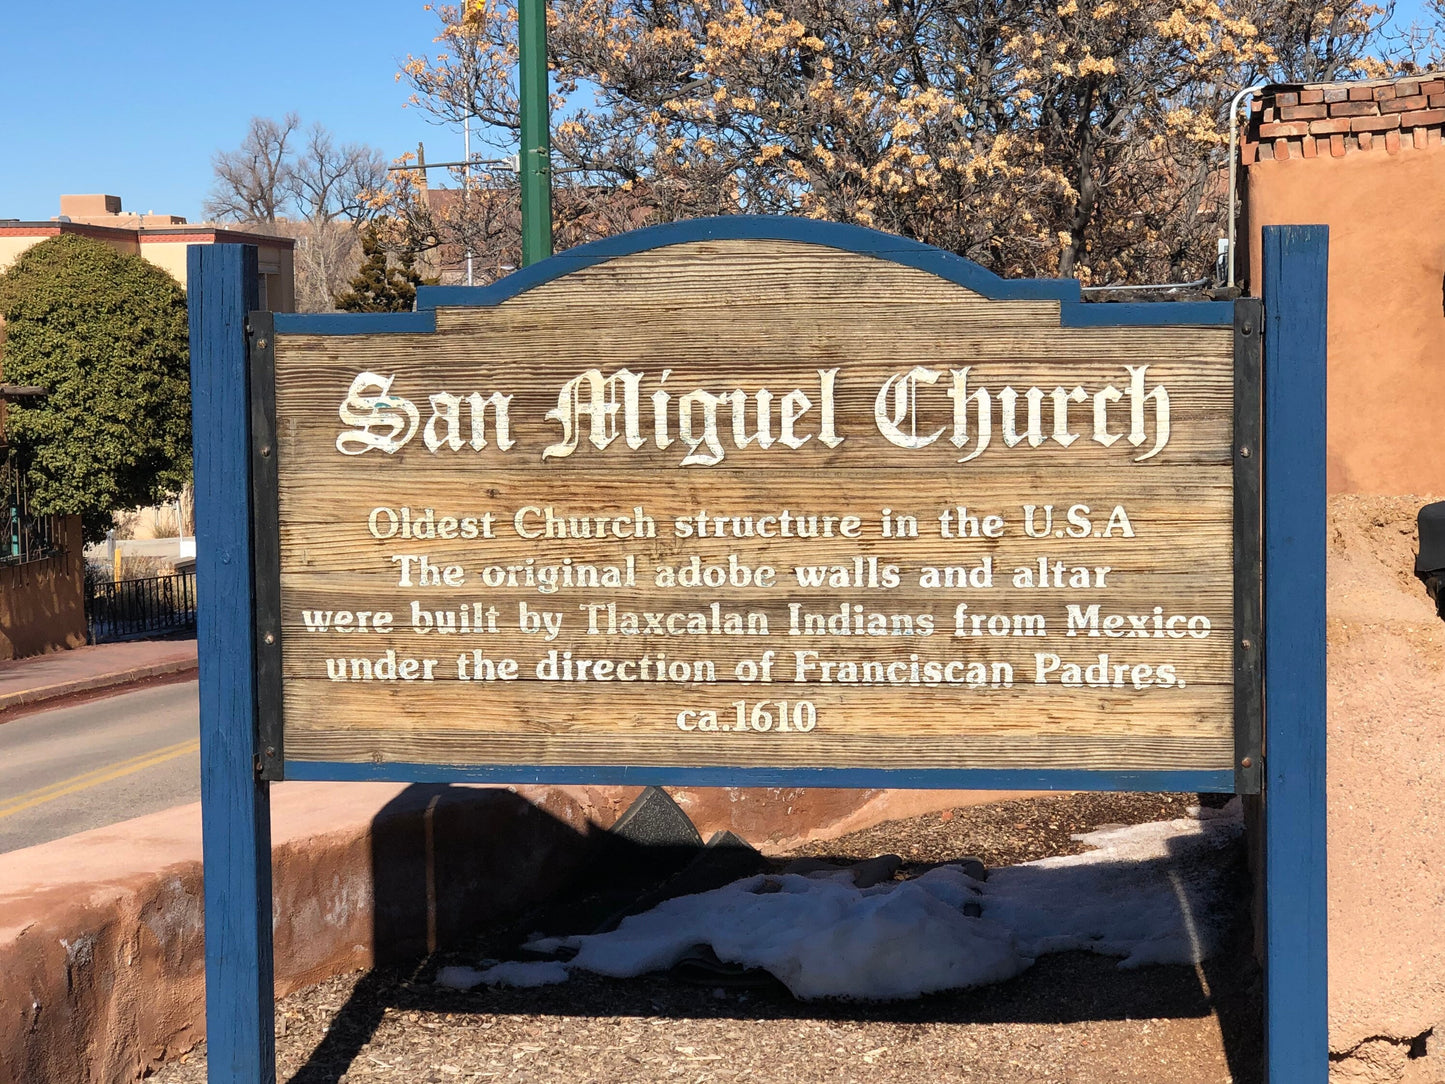 San Miguel Church
Oldest Church structure in the U.S.A
The original adobe walls and altar
were built by Tlaxcalan Indians from Mexico
under the direction of Franciscan Padres.
ca.1610